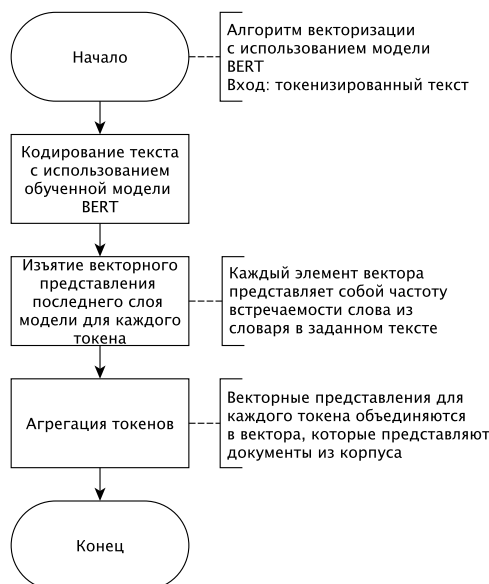 Начало
Алгоритм векторизации
с использованием модели
BERT
Вход: токенизированный текст
Кодирование текста
с использованием
обученной модели
BERT
Изъятие векторного
представления
последнего слоя
модели для каждого
токена
Каждый элемент вектора
представляет собой частоту
встречаемости слова из
словаря в заданном тексте
Агрегация токенов
Векторные представления для
каждого токена объединяются
в вектора, которые представляют
документы из корпуса
Конец